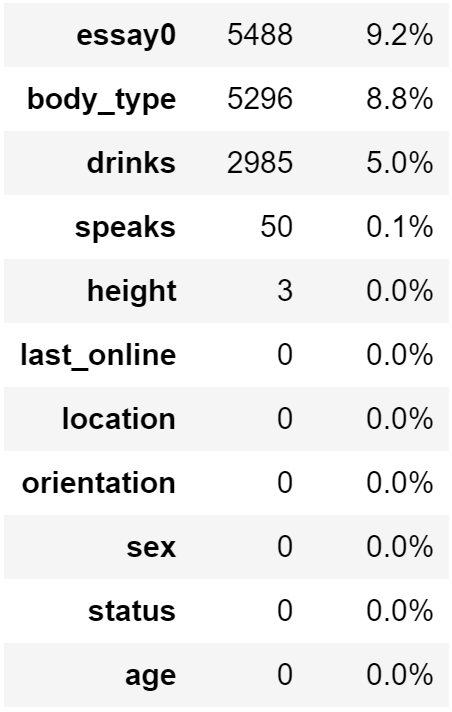 essay0 5488 9.2%
body_type 5296 8.8%
drinks 2985 5.0%
speaks 50 0.1%
height 3 0.0%
last_online 0 0.0%
location 0 0.0%
orientation 0 0.0%
sex 0 0.0%
status 0 0.0%
age 0 0.0%